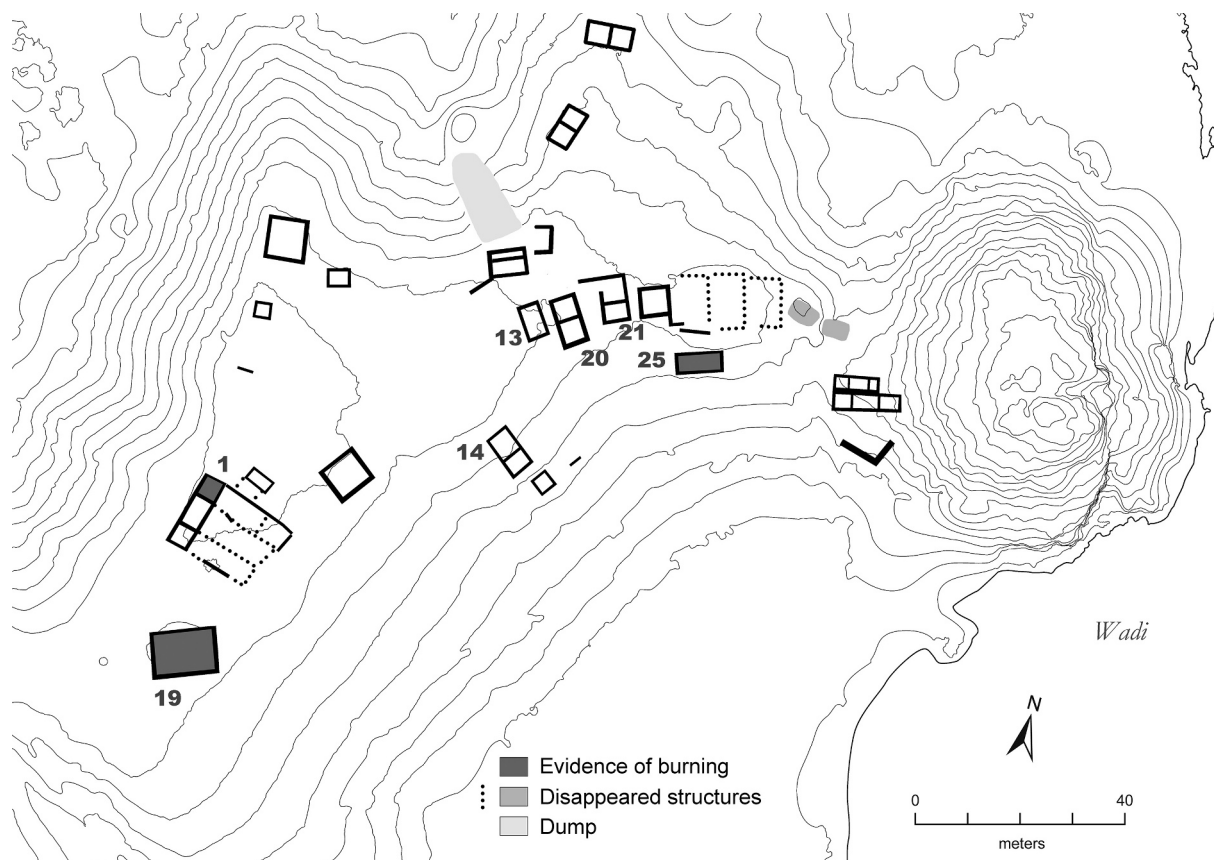 13
21
20
25
14
1
19
Wadi
N
Evidence of burning
Disappeared structures
Dump
0 40
meters